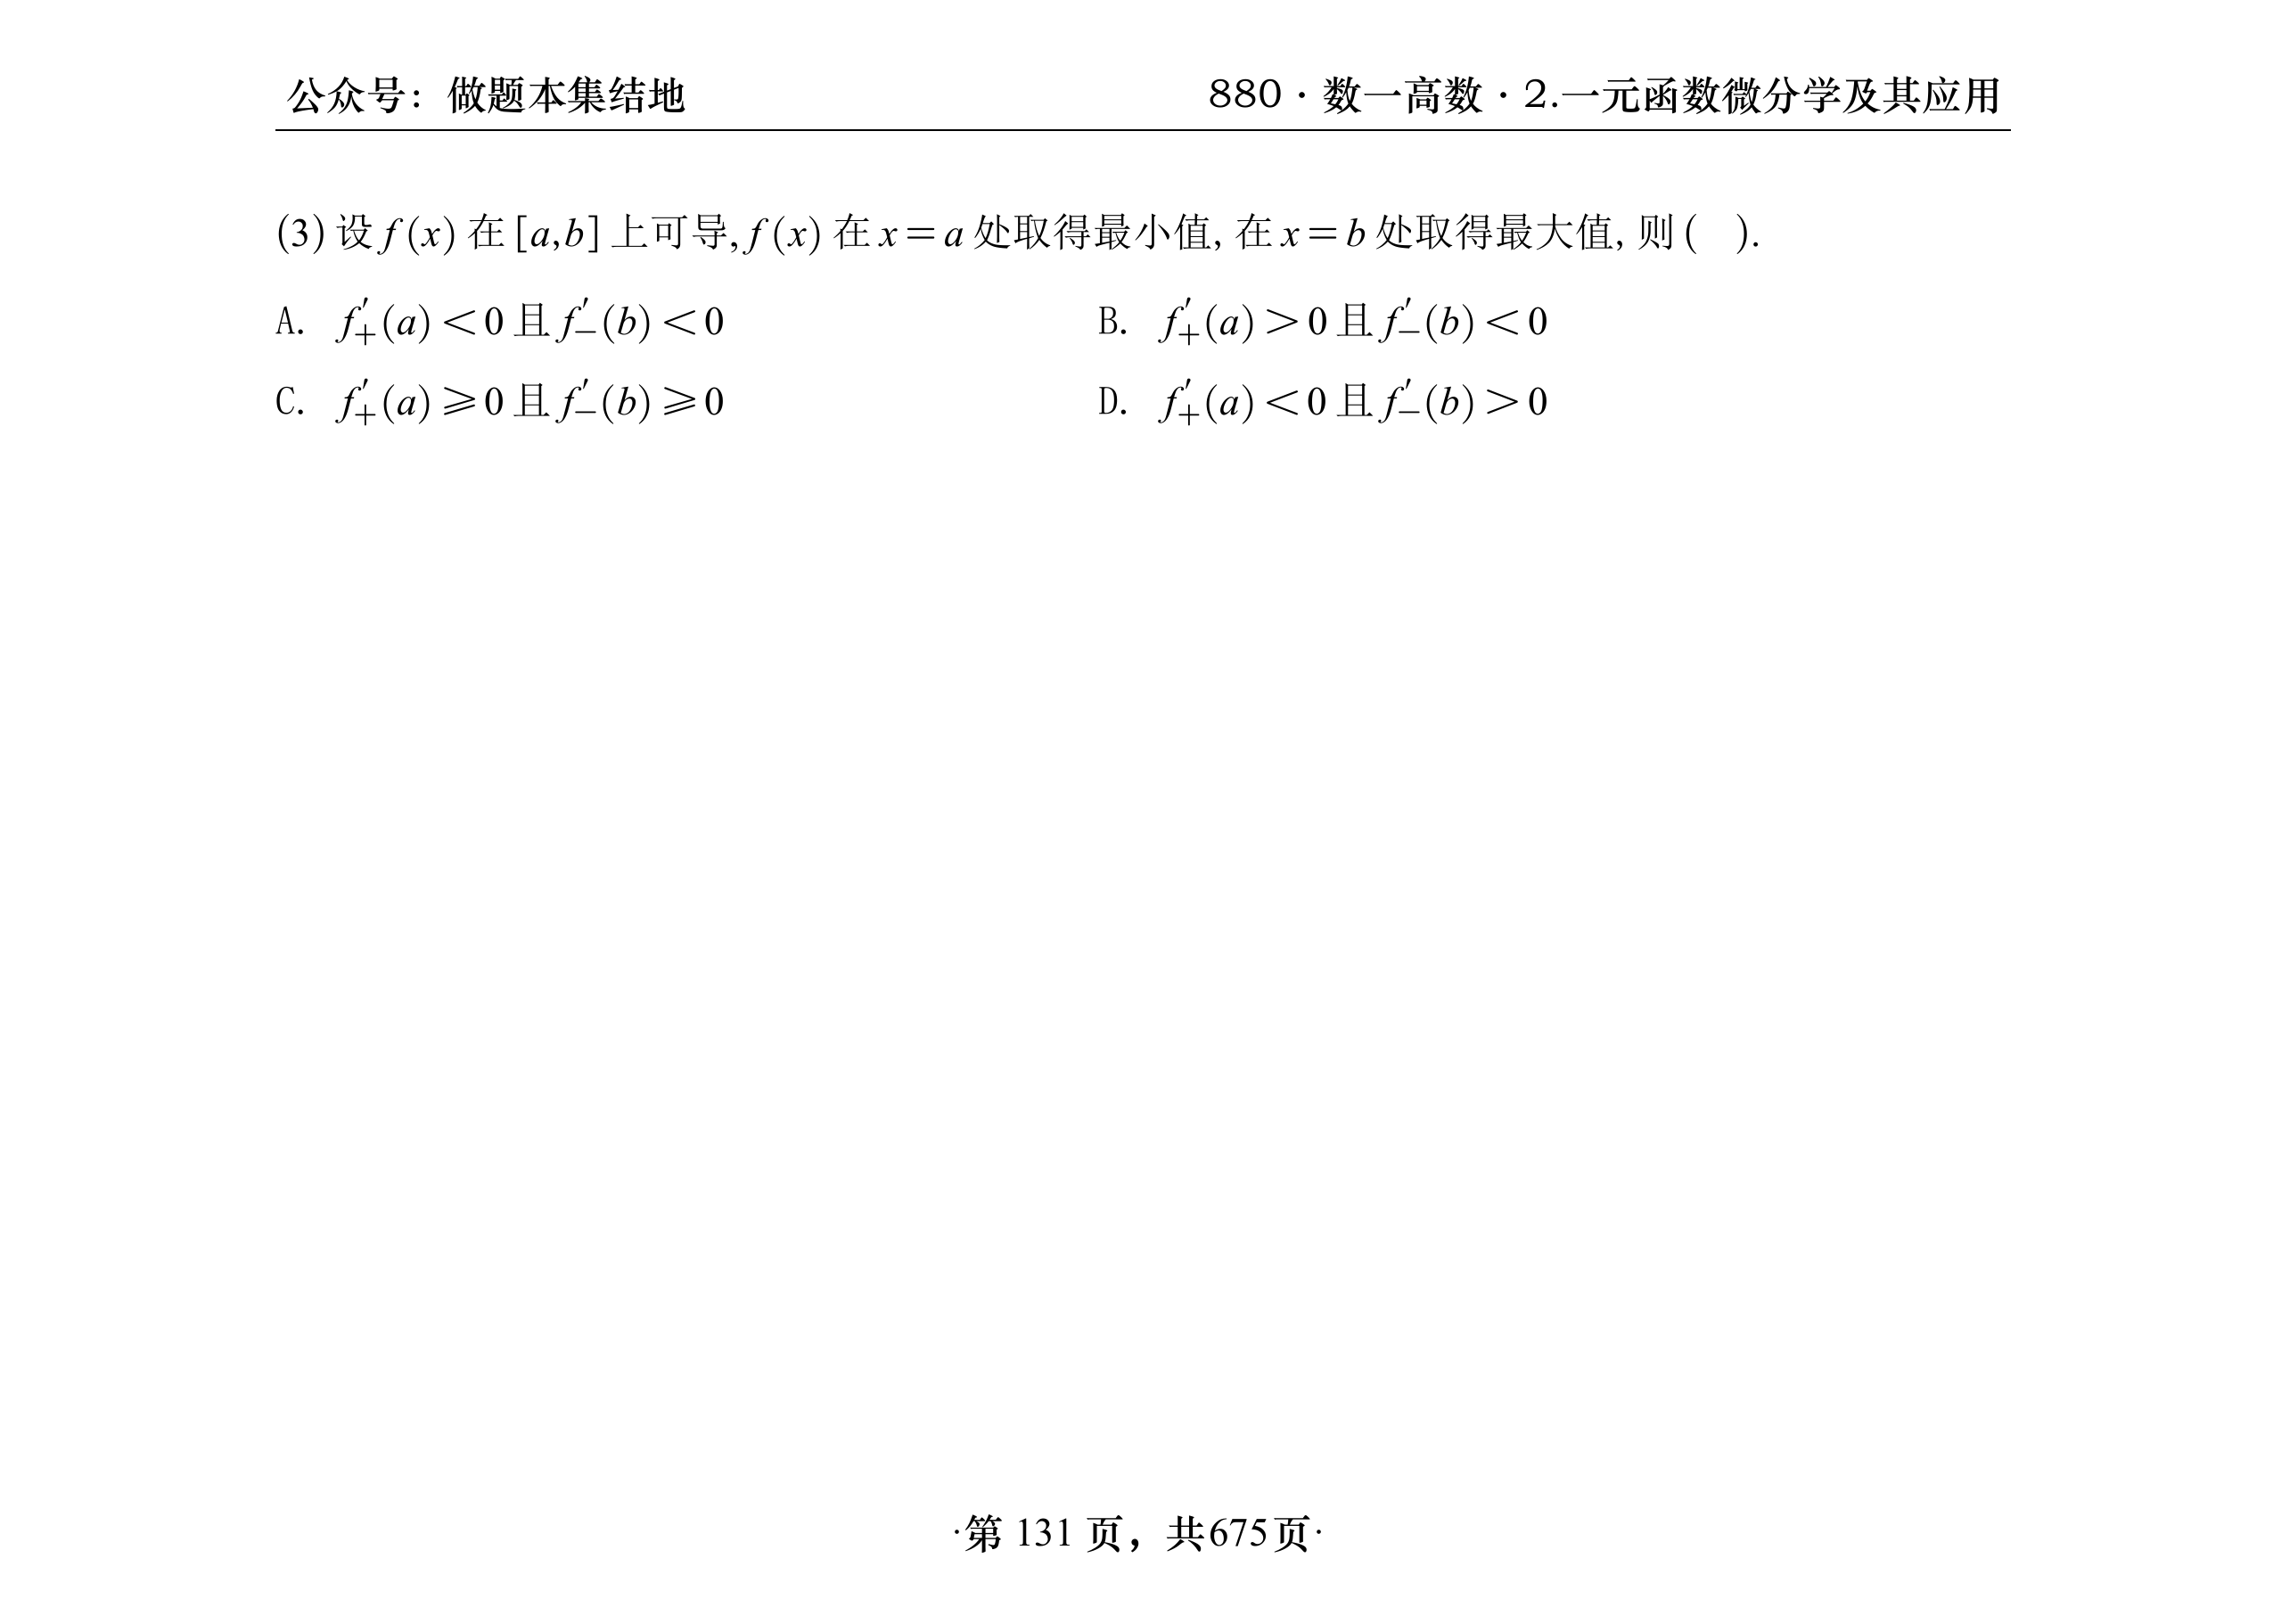 公众号：做题本集结地 880·数一高数·2.一元函数微分学及其应用
(3) 设 f(x) 在 [a,b] 上可导, f(x) 在 x=a 处取得最小值, 在 x=b 处取得最大值, 则 ( ).
A. f′₊(a)<0 且 f′₋(b)<0 B. f′₊(a)>0 且 f′₋(b)<0
C. f′₊(a)⩾0 且 f′₋(b)⩾0 D. f′₊(a)<0 且 f′₋(b)>0
·第 131 页，共675页·